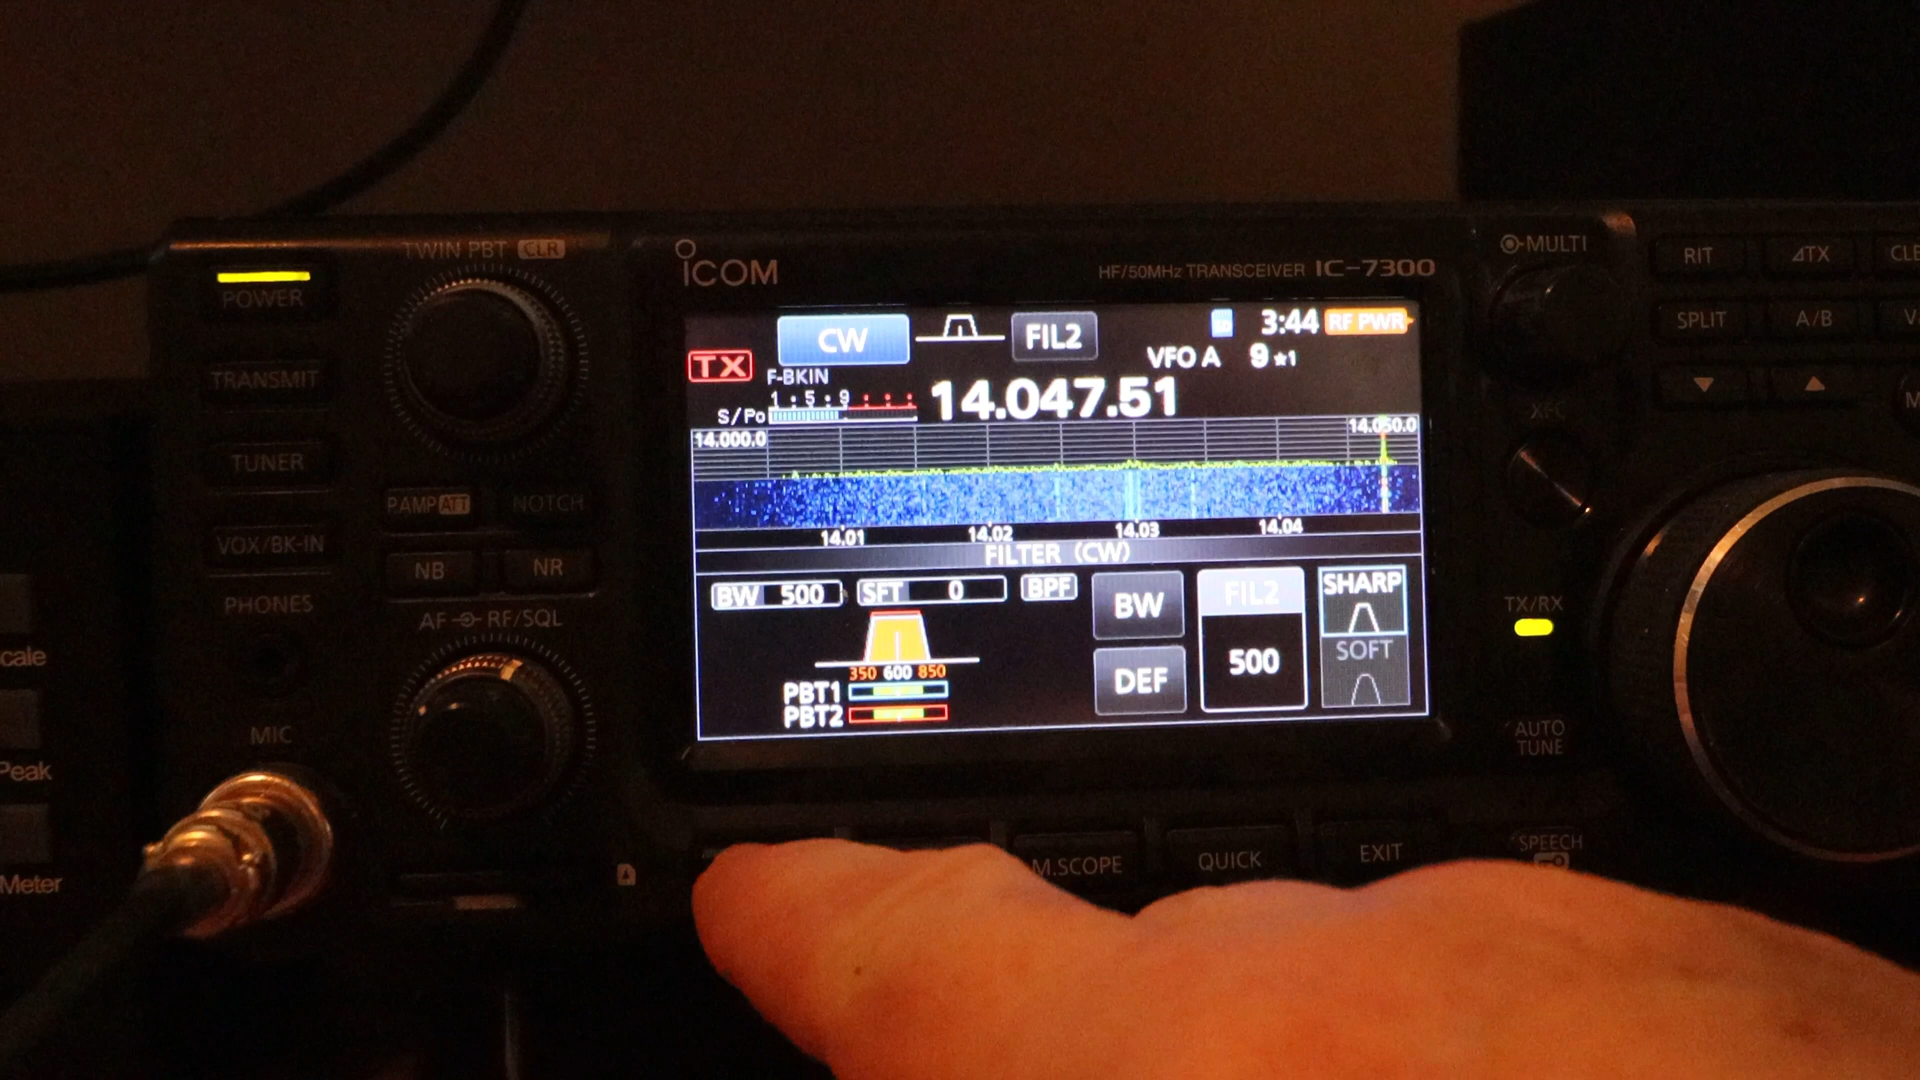 TWIN PBT CLR
POWER
TRANSMIT
TUNER
PAMP ATT
NOTCH
VOX/BK-IN
NB
NR
PHONES
AF RF/SQL
MIC
cale
Peak
Meter
ICOM
HF/50MHz TRANSCEIVER IC-7300
CW
FIL2
3:44
RF PWR
TX
F-BKIN
VFO A
9 ★1
1 5 9
S/Po
14.047.51
14.000.0
14.050.0
14.01 14.02 14.03 14.04
FILTER (CW)
BW 500
SFT 0
BPF
BW
FIL2
SHARP
350 600 850
PBT1
PBT2
DEF
500
SOFT
M.SCOPE
QUICK
EXIT
MULTI
RIT
⊿TX
CLE
SPLIT
A/B
V
▼
▲
M
XFC
TX/RX
AUTO
TUNE
SPEECH